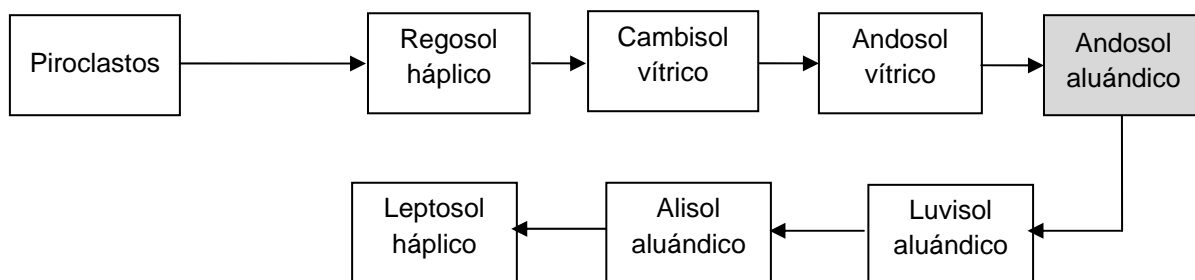 Piroclastos
Regosol
háplico
Cambisol
vítrico
Andosol
vítrico
Andosol
aluándico
Luvisol
aluándico
Alisol
aluándico
Leptosol
háplico